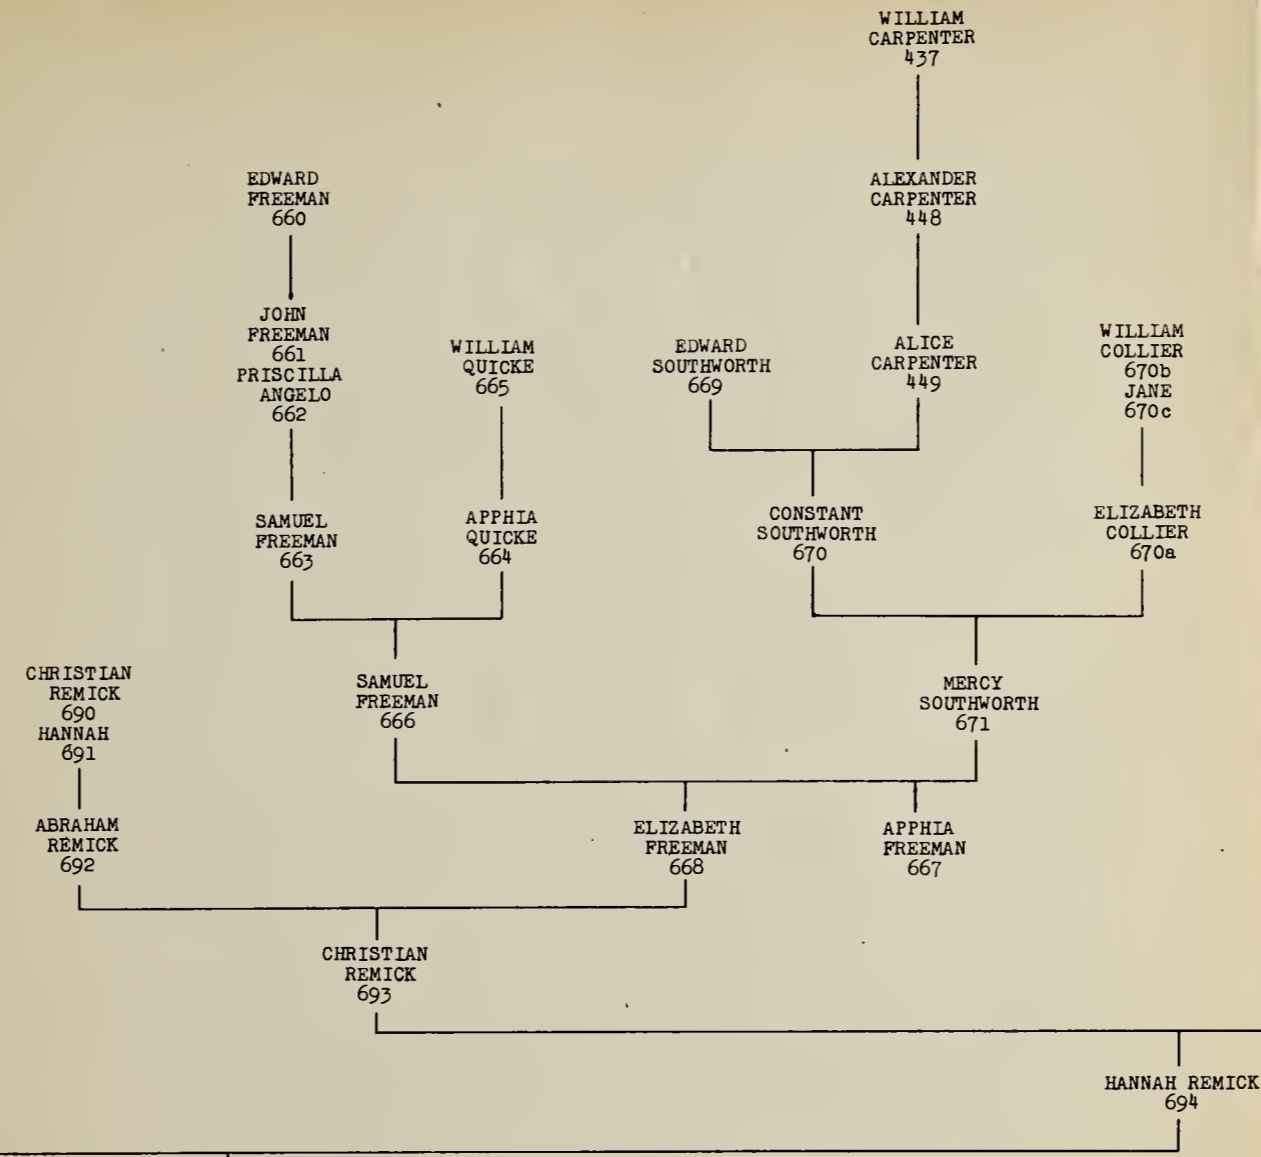 WILLIAM
CARPENTER
437
EDWARD
FREEMAN
660
ALEXANDER
CARPENTER
448
JOHN
FREEMAN
661
PRISCILLA
ANGELO
662
WILLIAM
QUICKE
665
EDWARD
SOUTHWORTH
669
ALICE
CARPENTER
449
WILLIAM
COLLIER
670b
JANE
670c
SAMUEL
FREEMAN
663
APPHIA
QUICKE
664
CONSTANT
SOUTHWORTH
670
ELIZABETH
COLLIER
670a
CHRISTIAN
REMICK
690
HANNAH
691
SAMUEL
FREEMAN
666
MERCY
SOUTHWORTH
671
ABRAHAM
REMICK
692
ELIZABETH
FREEMAN
668
APPHIA
FREEMAN
667
CHRISTIAN
REMICK
693
HANNAH REMICK
694